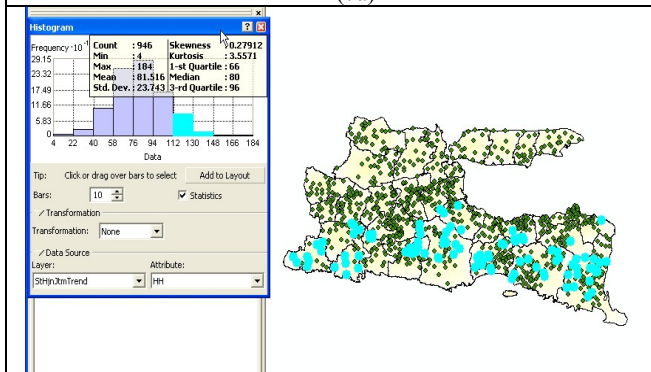 Histogram
Frequency·10⁻¹
Count : 946 Skewness : 0.27912
Min : 4 Kurtosis : 3.5571
Max : 184 1-st Quartile : 66
Mean : 81.516 Median : 80
Std. Dev. : 23.743 3-rd Quartile : 96
29.15
23.32
17.49
11.66
5.83
0
4 22 40 58 76 94 112 130 148 166 184
Data
Tip: Click or drag over bars to select Add to Layout
Bars: 10 Statistics
Transformation
Transformation: None
Data Source
Layer: Attribute:
StHjnJtmTrend HH